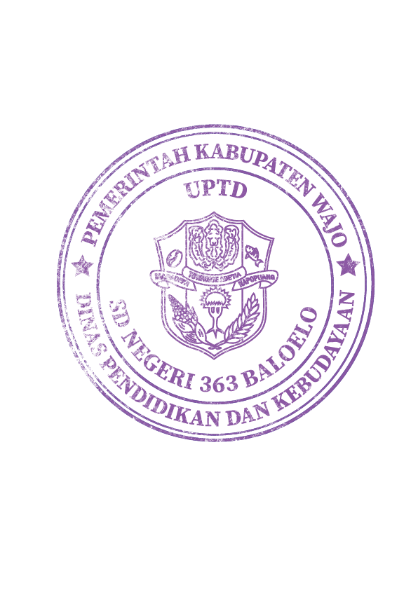 PEMERINTAH KABUPATEN WAJO
UPTD
SD NEGERI 363 BALOELO
DINAS PENDIDIKAN DAN KEBUDAYAAN